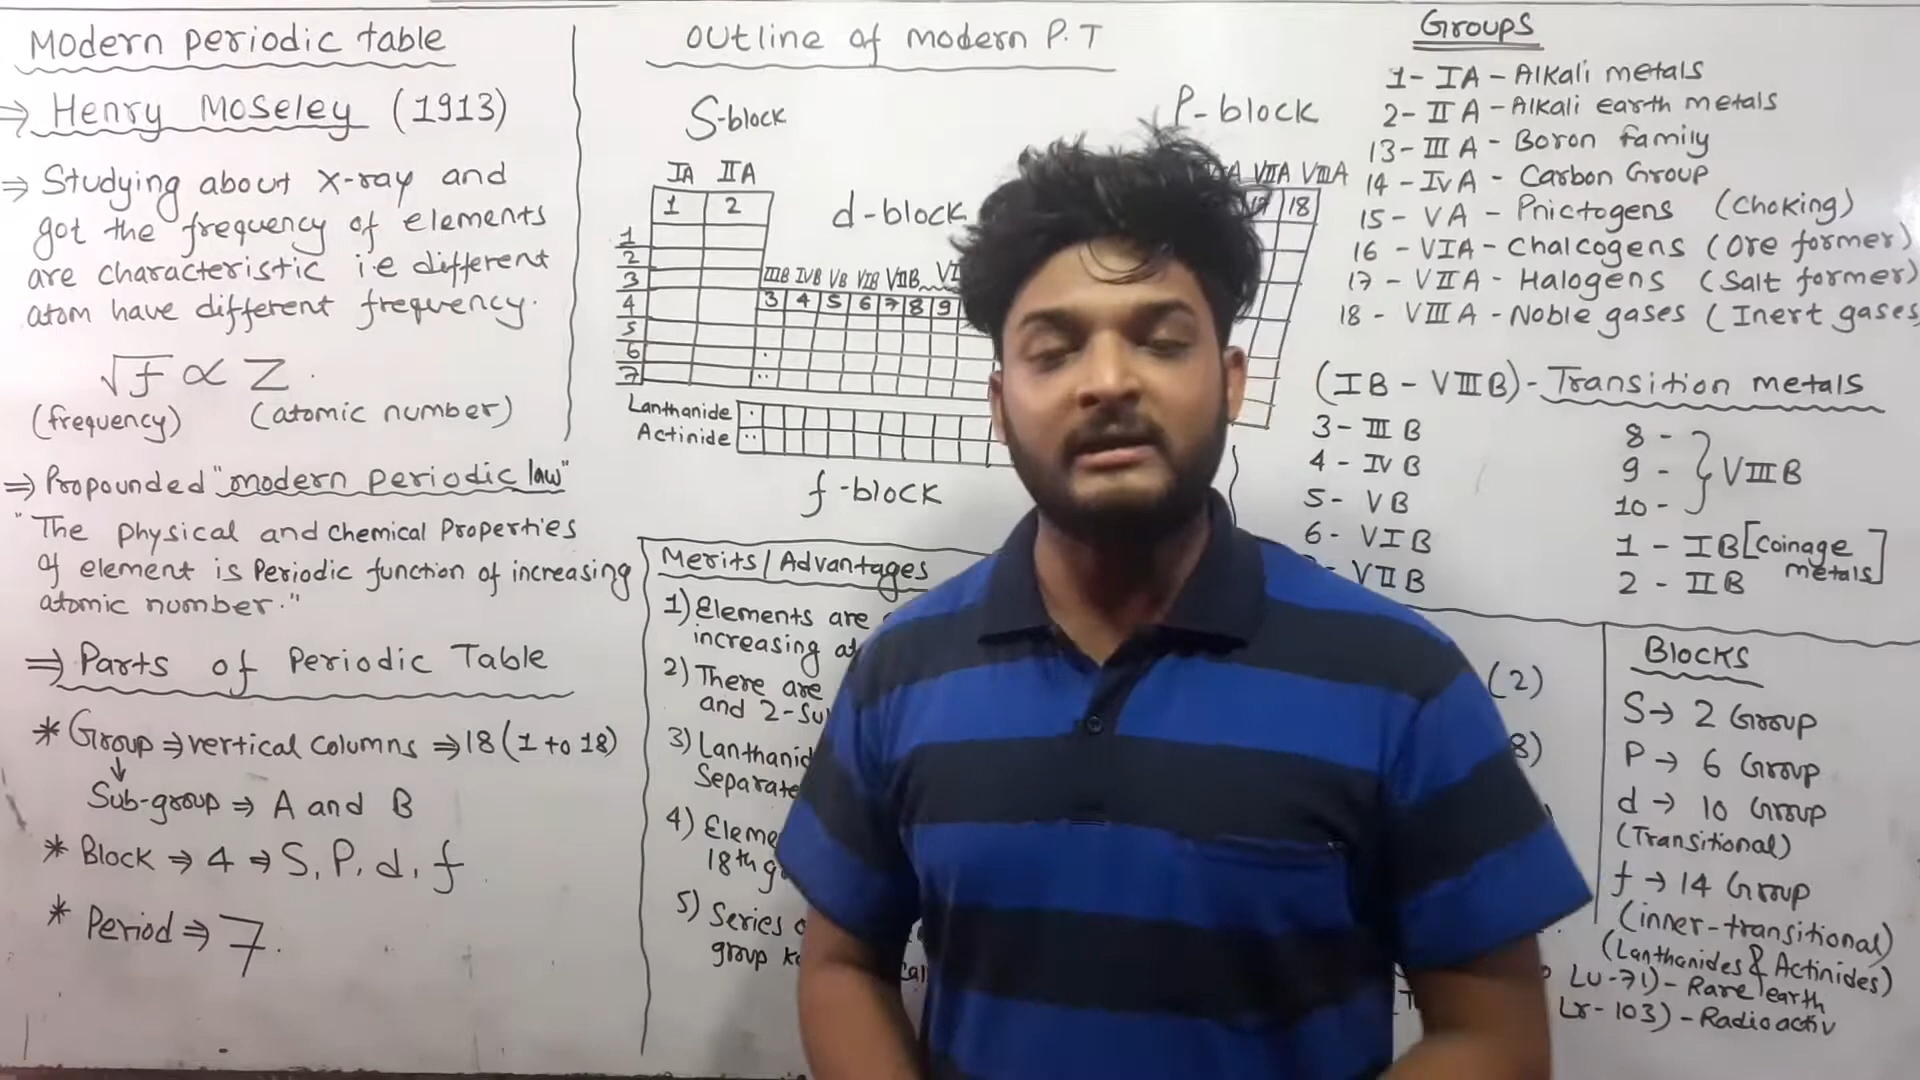 Modern periodic table
⇒ Henry Moseley (1913)
⇒ Studying about X-ray and
got the frequency of elements
are characteristic i.e different
atom have different frequency.
√f ∝ Z.
(frequency) (atomic number)
⇒ Propounded "modern periodic law"
"The physical and chemical Properties
of element is Periodic function of increasing
atomic number."
⇒ Parts of Periodic Table
* Group ⇒ vertical columns ⇒ 18 (1 to 18)
↓
Sub-group ⇒ A and B
* Block ⇒ 4 ⇒ S, P, d, f
* Period ⇒ 7.
Outline of modern P.T
S-block
P-block
IA IIA
VIIA VIIIA
1 2
d-block
17 18
1
2
3
4
5
6
7
IIIB IVB VB VIB VIIB
3 4 5 6 7 8 9
Lanthanide
Actinide
f-block
Merits/Advantages
1) Elements are
increasing
2) There are
and
3)
Separate
4)
18th
5) Series
group
Groups
1- IA - Alkali metals
2- II A - Alkali earth metals
13- III A - Boron family
14 - IV A - Carbon Group
15 - VA - Pnictogens (choking)
16 - VIA - Chalcogens (Ore former)
17 - VIIA - Halogens (Salt former)
18 - VIIIA - Noble gases (Inert gases
(IB - VIIIB) - Transition metals
3 - III B
4 - IV B
5 - VB
6 - VIB
- VII B
8 -
9 - } VIIIB
10 -
1 - IB [Coinage metals]
2 - IIB
(2)
8)
Blocks
S → 2 Group
P → 6 Group
d → 10 Group
(Transitional)
f → 14 Group
(inner-transitional)
(Lanthanides & Actinides)
Lu-71) - Rare earth
Lr-103) - Radioactiv